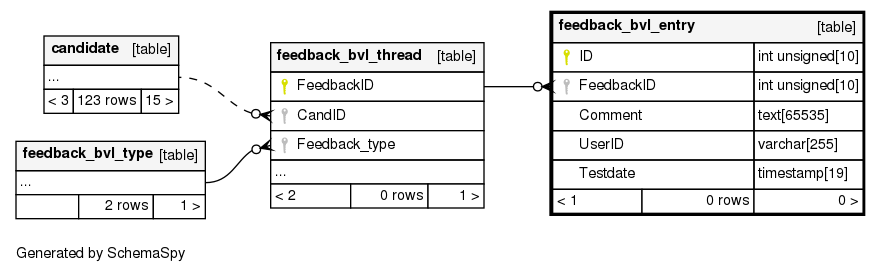 candidate [table]
...
< 3 123 rows 15 >
feedback_bvl_type [table]
...
2 rows 1 >
feedback_bvl_thread [table]
FeedbackID
CandID
Feedback_type
...
< 2 0 rows 1 >
feedback_bvl_entry [table]
ID int unsigned[10]
FeedbackID int unsigned[10]
Comment text[65535]
UserID varchar[255]
Testdate timestamp[19]
< 1 0 rows 0 >
Generated by SchemaSpy